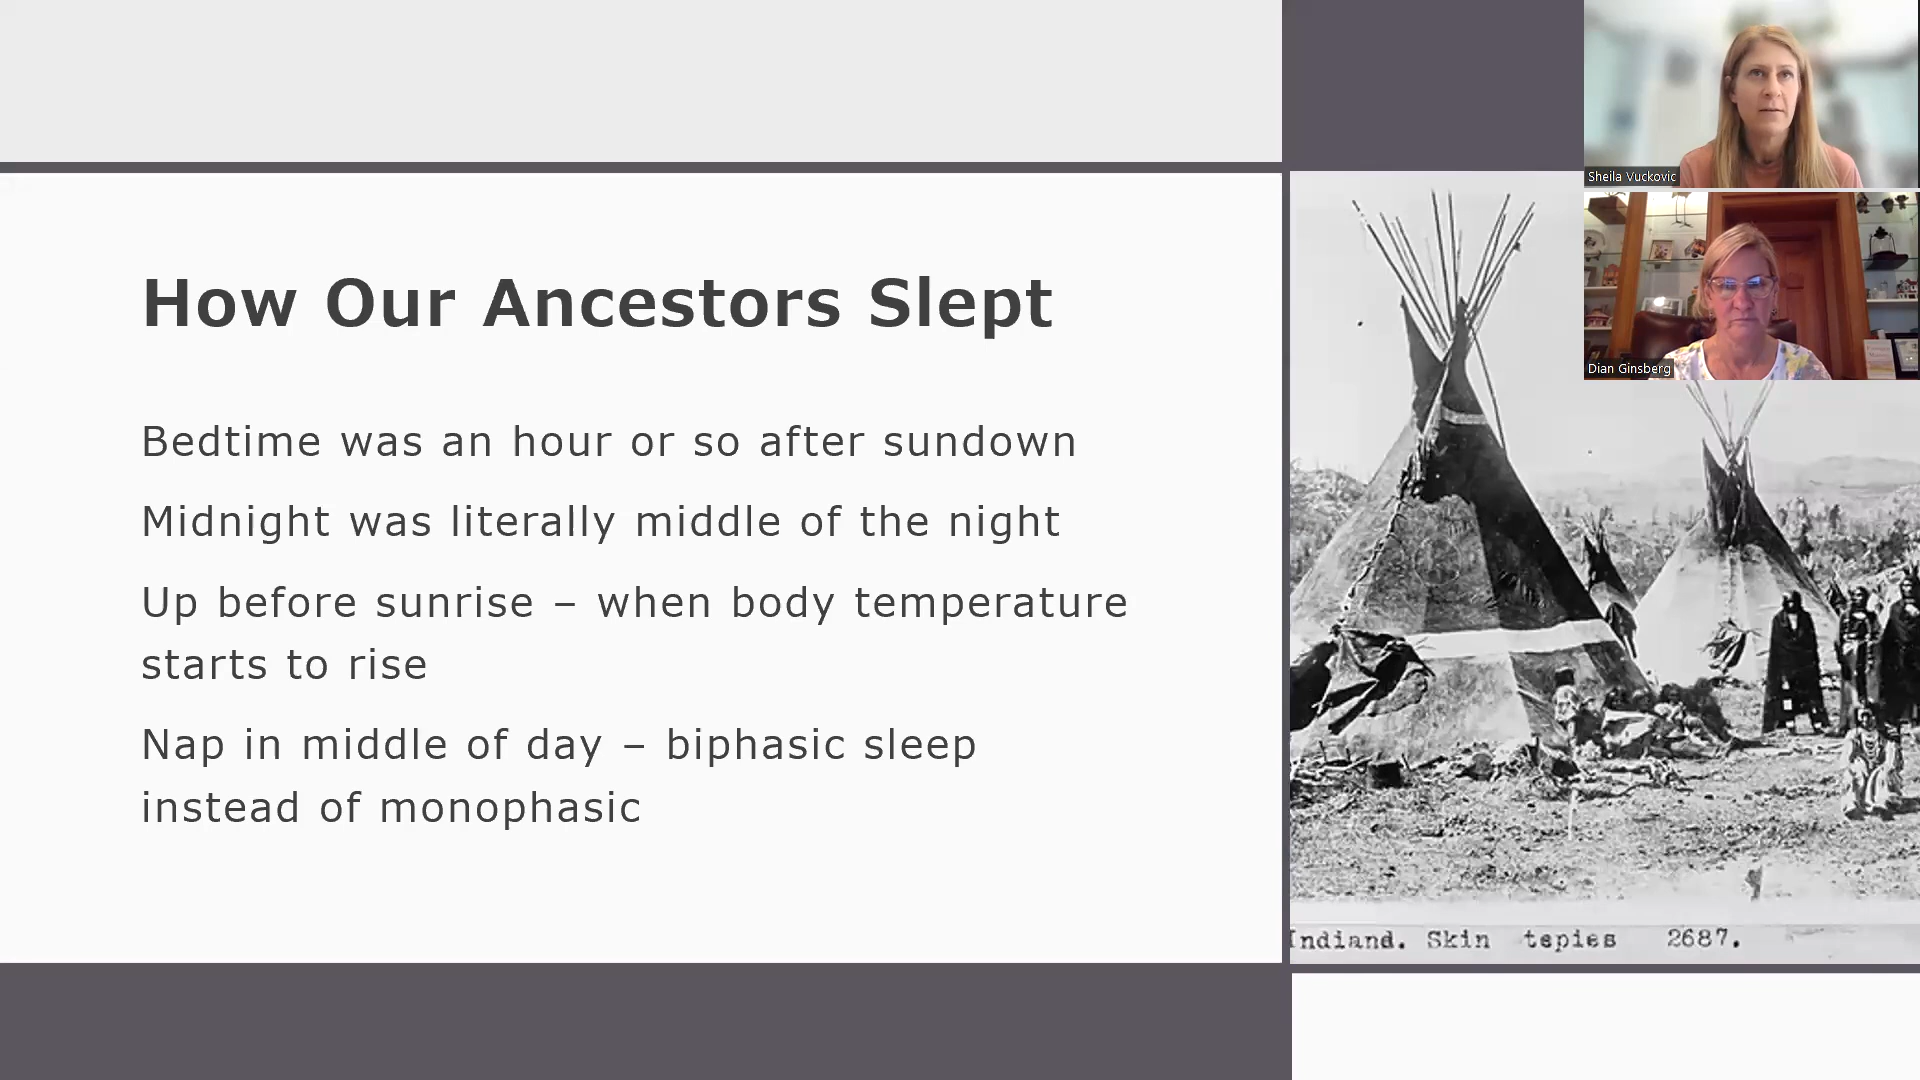 How Our Ancestors Slept
Bedtime was an hour or so after sundown
Midnight was literally middle of the night
Up before sunrise – when body temperature
starts to rise
Nap in middle of day – biphasic sleep
instead of monophasic
Sheila Vuckovic
Dian Ginsberg
Indiand. Skin tepies 2687.